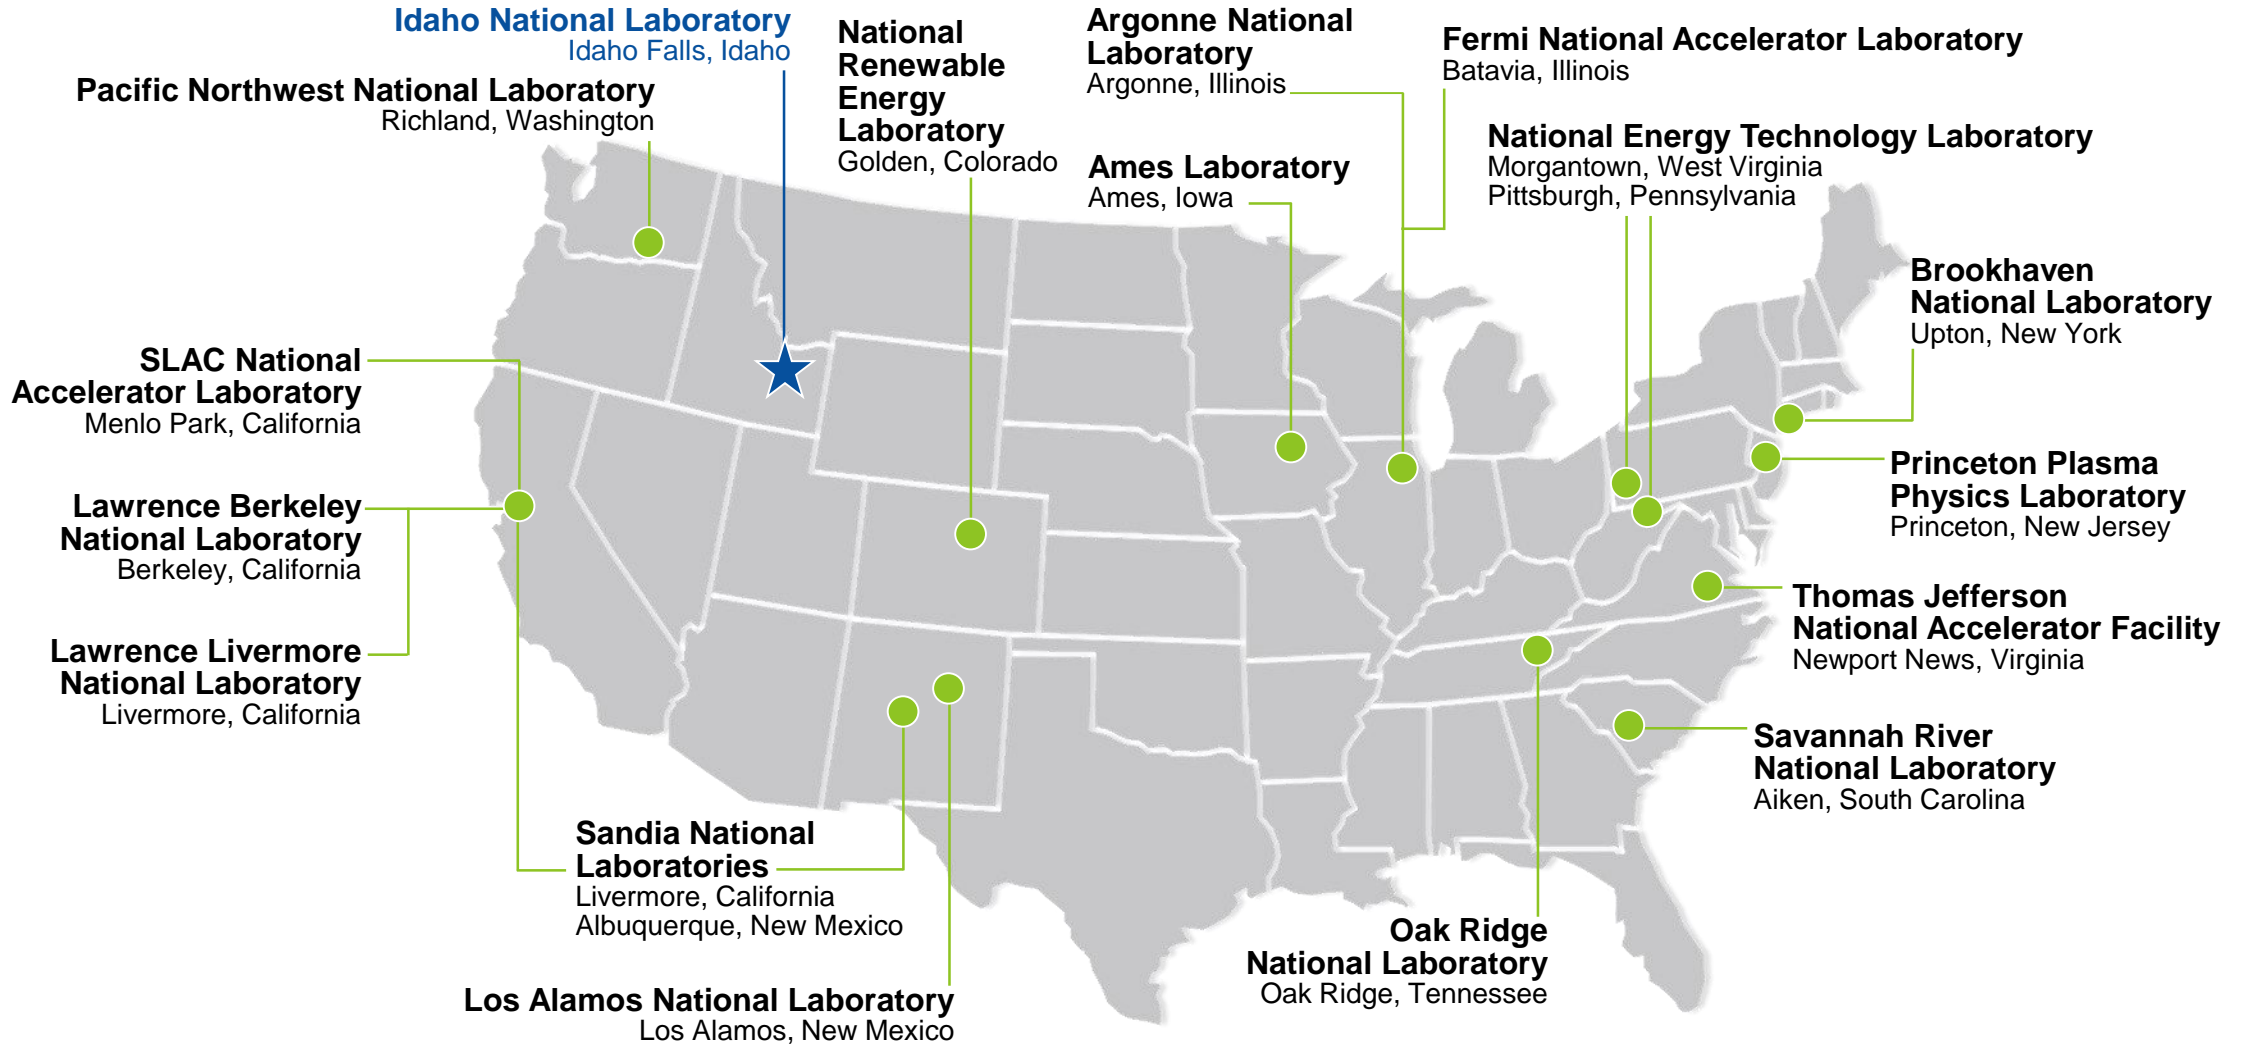 Idaho National Laboratory
Idaho Falls, Idaho
Pacific Northwest National Laboratory
Richland, Washington
National
Renewable
Energy
Laboratory
Golden, Colorado
Argonne National
Laboratory
Argonne, Illinois
Fermi National Accelerator Laboratory
Batavia, Illinois
Ames Laboratory
Ames, Iowa
National Energy Technology Laboratory
Morgantown, West Virginia
Pittsburgh, Pennsylvania
Brookhaven
National Laboratory
Upton, New York
SLAC National
Accelerator Laboratory
Menlo Park, California
Princeton Plasma
Physics Laboratory
Princeton, New Jersey
Lawrence Berkeley
National Laboratory
Berkeley, California
Thomas Jefferson
National Accelerator Facility
Newport News, Virginia
Lawrence Livermore
National Laboratory
Livermore, California
Savannah River
National Laboratory
Aiken, South Carolina
Sandia National
Laboratories
Livermore, California
Albuquerque, New Mexico
Oak Ridge
National Laboratory
Oak Ridge, Tennessee
Los Alamos National Laboratory
Los Alamos, New Mexico